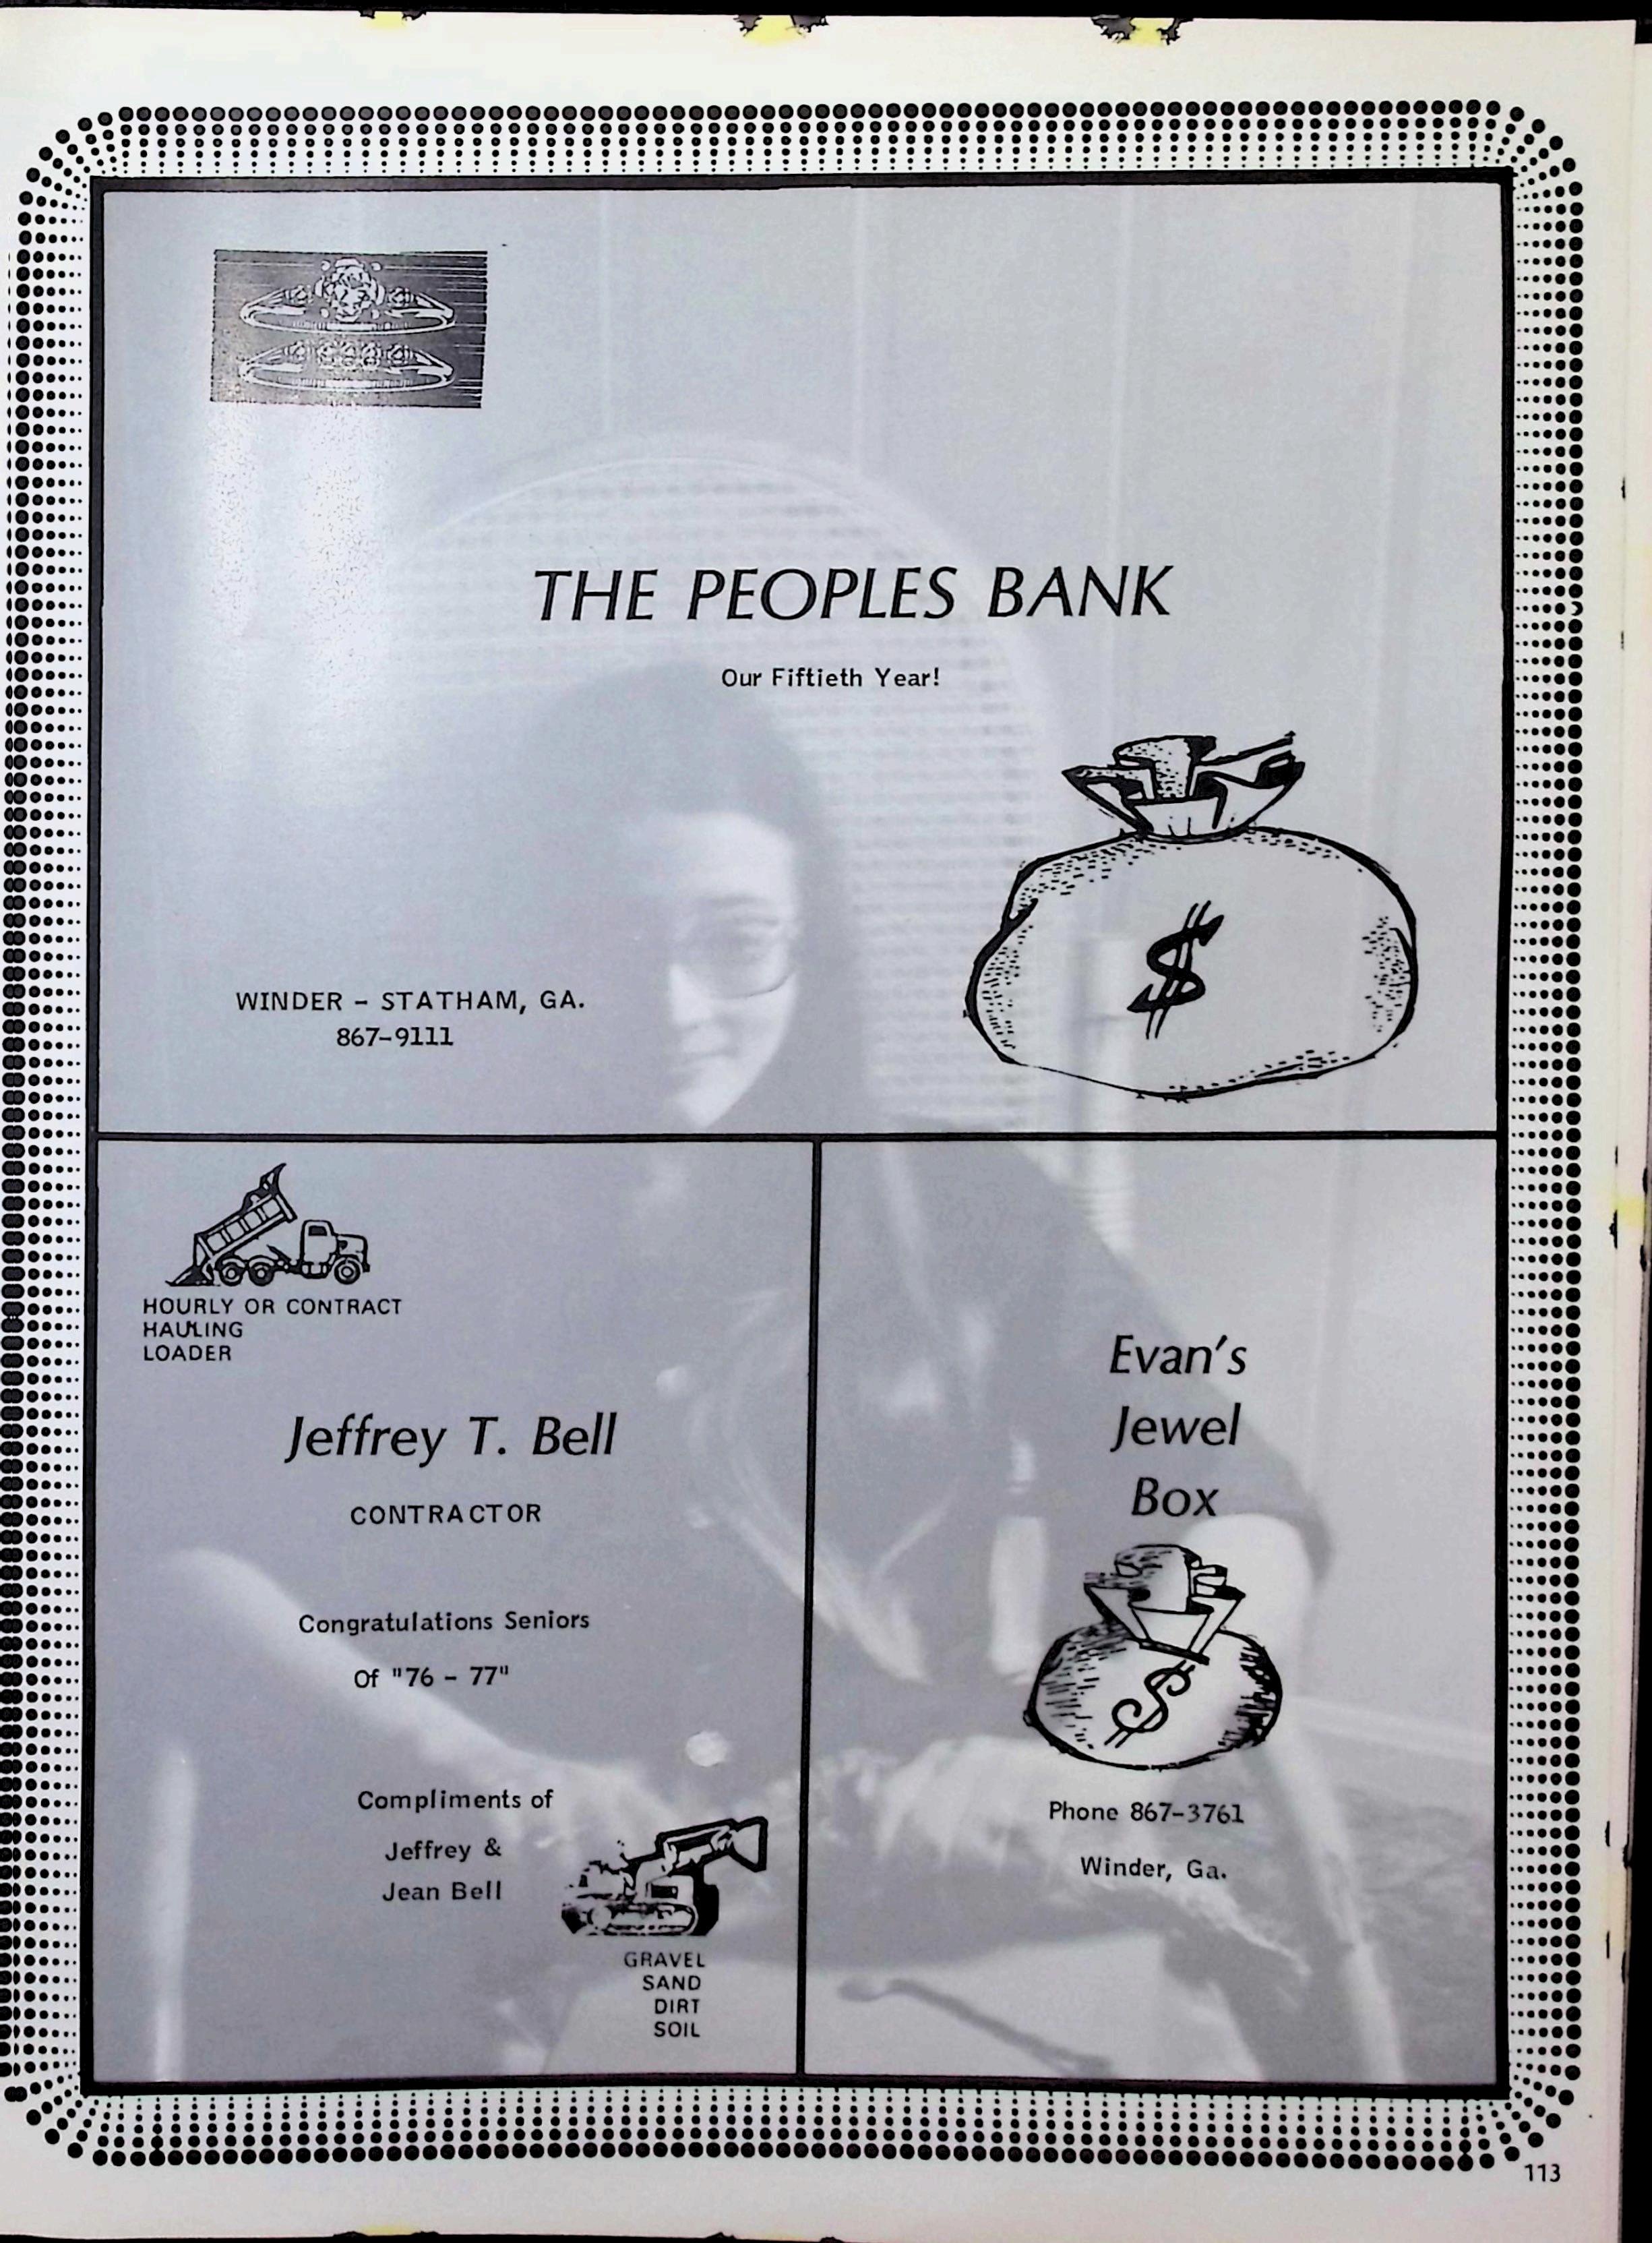 THE PEOPLES BANK
Our Fiftieth Year!
$
WINDER – STATHAM, GA.
867–9111
HOURLY OR CONTRACT
HAULING
LOADER
Jeffrey T. Bell
CONTRACTOR
Congratulations Seniors
Of "76 – 77"
Compliments of
Jeffrey &
Jean Bell
GRAVEL
SAND
DIRT
SOIL
Evan's
Jewel
Box
$
Phone 867–3761
Winder, Ga.
113